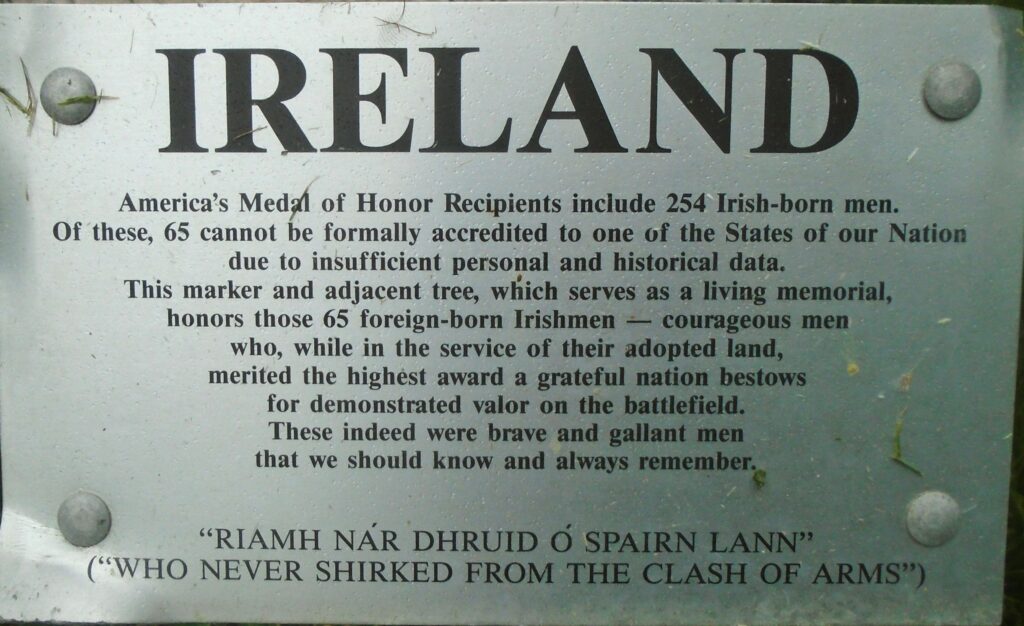 IRELAND
America's Medal of Honor Recipients include 254 Irish-born men.
Of these, 65 cannot be formally accredited to one of the States of our Nation
due to insufficient personal and historical data.
This marker and adjacent tree, which serves as a living memorial,
honors those 65 foreign-born Irishmen — courageous men
who, while in the service of their adopted land,
merited the highest award a grateful nation bestows
for demonstrated valor on the battlefield.
These indeed were brave and gallant men
that we should know and always remember.
“RIAMH NÁR DHRUID Ó SPAIRN LANN”
(“WHO NEVER SHIRKED FROM THE CLASH OF ARMS”)